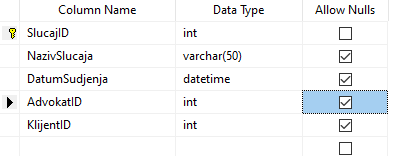 Column Name Data Type Allow Nulls
SlucajID int
NazivSlucaja varchar(50)
DatumSudjenja datetime
AdvokatID int
KlijentID int